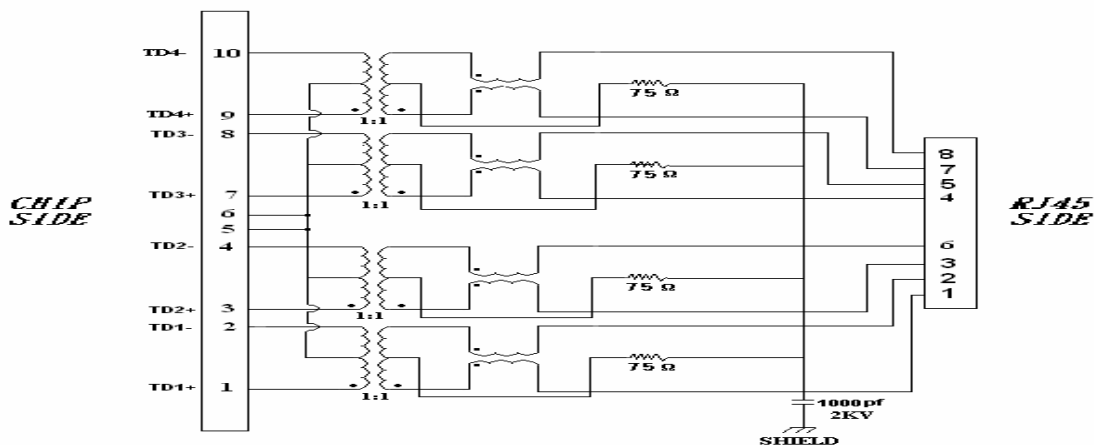 TD4- 10
75 Ω
TD4+ 9
1:1
TD3- 8
8
75 Ω
7
5
TD3+ 7
1:1
4
CHIP SIDE
6
RJ45 SIDE
5
TD2- 4
6
3
75 Ω
2
TD2+ 3
1:1
1
TD1- 2
75 Ω
TD1+ 1
1:1
1000pf
2KV
SHIELD